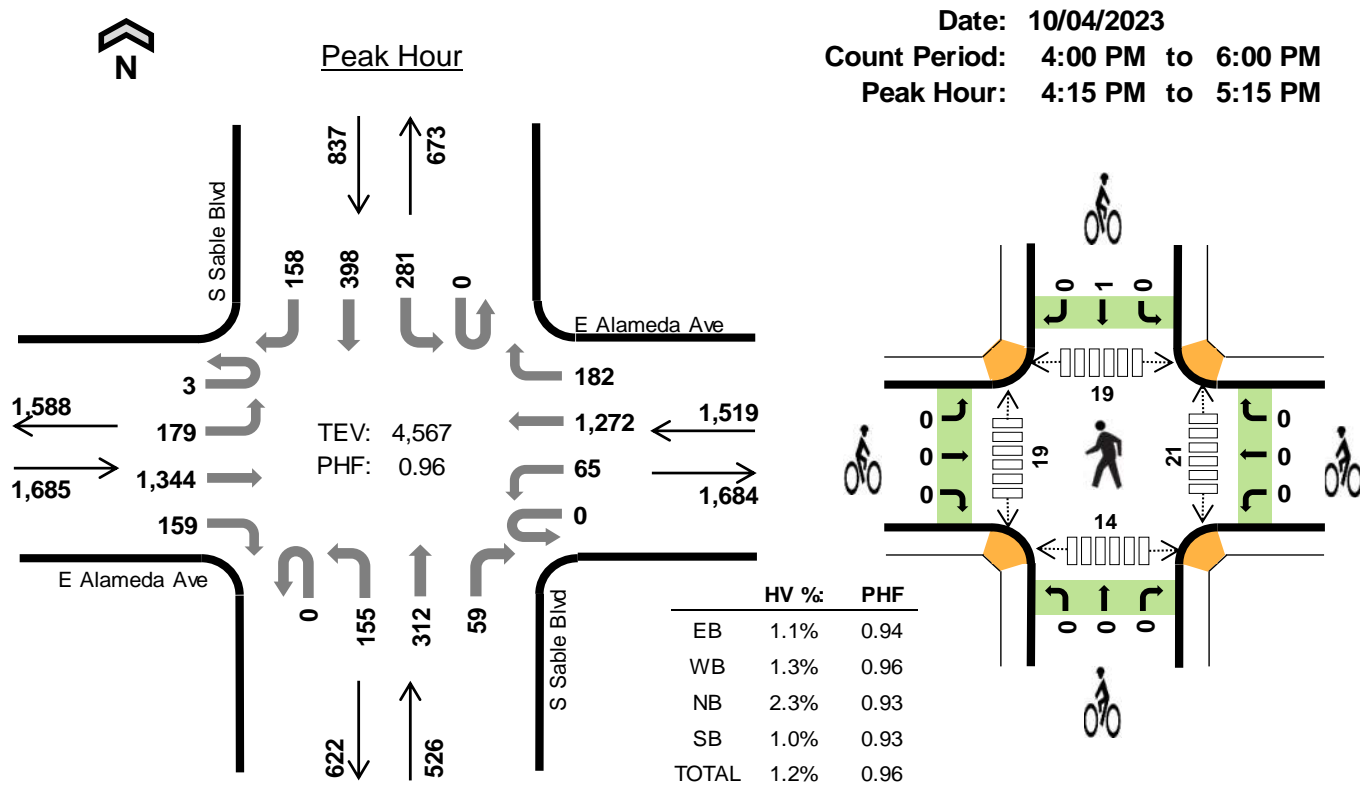 Date: 10/04/2023
Count Period: 4:00 PM to 6:00 PM
Peak Hour: 4:15 PM to 5:15 PM
N
Peak Hour
837
673
S Sable Blvd
158
398
281
0
E Alameda Ave
3
182
1,588
179
TEV: 4,567
1,272
1,519
1,685
1,344
PHF: 0.96
65
1,684
159
0
E Alameda Ave
0
155
312
59
S Sable Blvd
622
526
HV %: PHF
EB 1.1% 0.94
WB 1.3% 0.96
NB 2.3% 0.93
SB 1.0% 0.93
TOTAL 1.2% 0.96
0
1
0
19
0
0
0
19
21
0
0
0
14
0
0
0